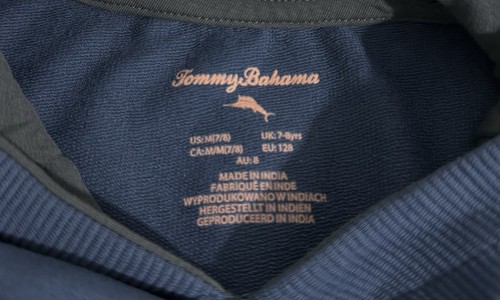 Tommy Bahama
US: M(7/8) UK: 7-8yrs
CA: M/M(7/8) EU: 128
AU: 8
MADE IN INDIA
FABRIQUÉ EN INDE
WYPRODUKOWANO W INDIACH
HERGESTELLT IN INDIEN
GEPRODUCEERD IN INDIA